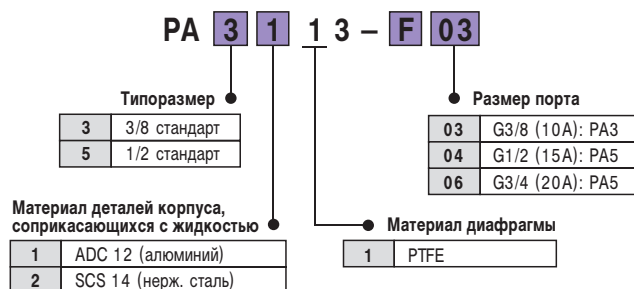 PA 3 1 1 3 – F 03
Типоразмер
3 3/8 стандарт
5 1/2 стандарт
Размер порта
03 G3/8 (10A): PA3
04 G1/2 (15A): PA5
06 G3/4 (20A): PA5
Материал деталей корпуса,
соприкасающихся с жидкостью
1 ADC 12 (алюминий)
2 SCS 14 (нерж. сталь)
Материал диафрагмы
1 PTFE